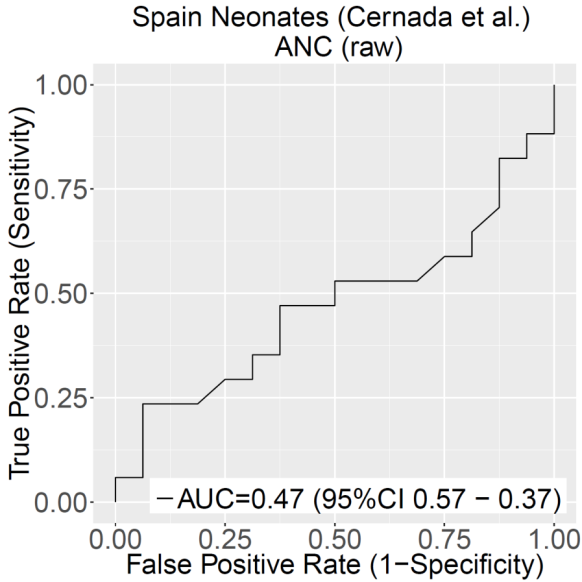 Spain Neonates (Cernada et al.)
ANC (raw)
True Positive Rate (Sensitivity)
1.00
0.75
0.50
0.25
0.00
AUC=0.47 (95%CI 0.57 − 0.37)
0.00 0.25 0.50 0.75 1.00
False Positive Rate (1−Specificity)